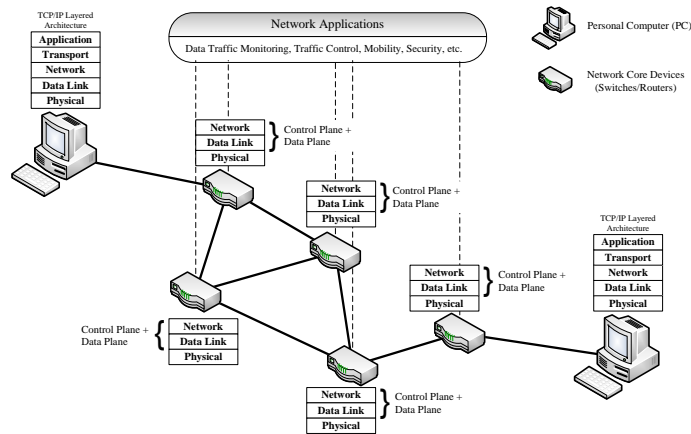 TCP/IP Layered
Architecture
Application
Transport
Network
Data Link
Physical
Network Applications
Data Traffic Monitoring, Traffic Control, Mobility, Security, etc.
Personal Computer (PC)
Network Core Devices
(Switches/Routers)
Network
Data Link
Physical
Control Plane +
Data Plane
Network
Data Link
Physical
Control Plane +
Data Plane
TCP/IP Layered
Architecture
Application
Transport
Network
Data Link
Physical
Network
Data Link
Physical
Control Plane +
Data Plane
Control Plane +
Data Plane
Network
Data Link
Physical
Network
Data Link
Physical
Control Plane +
Data Plane